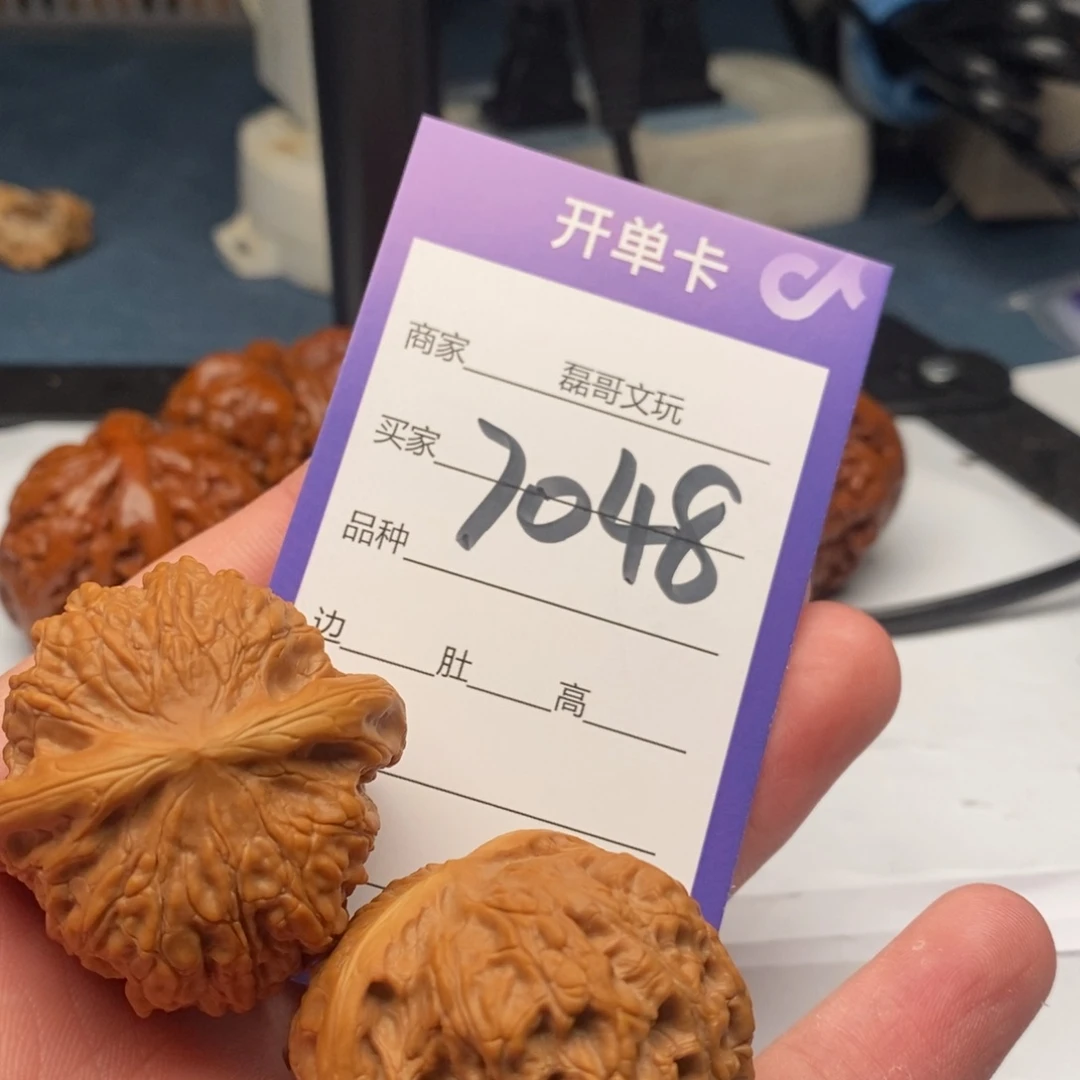 开单卡
商家 磊哥文玩
买家 7048
品种
边 肚 高